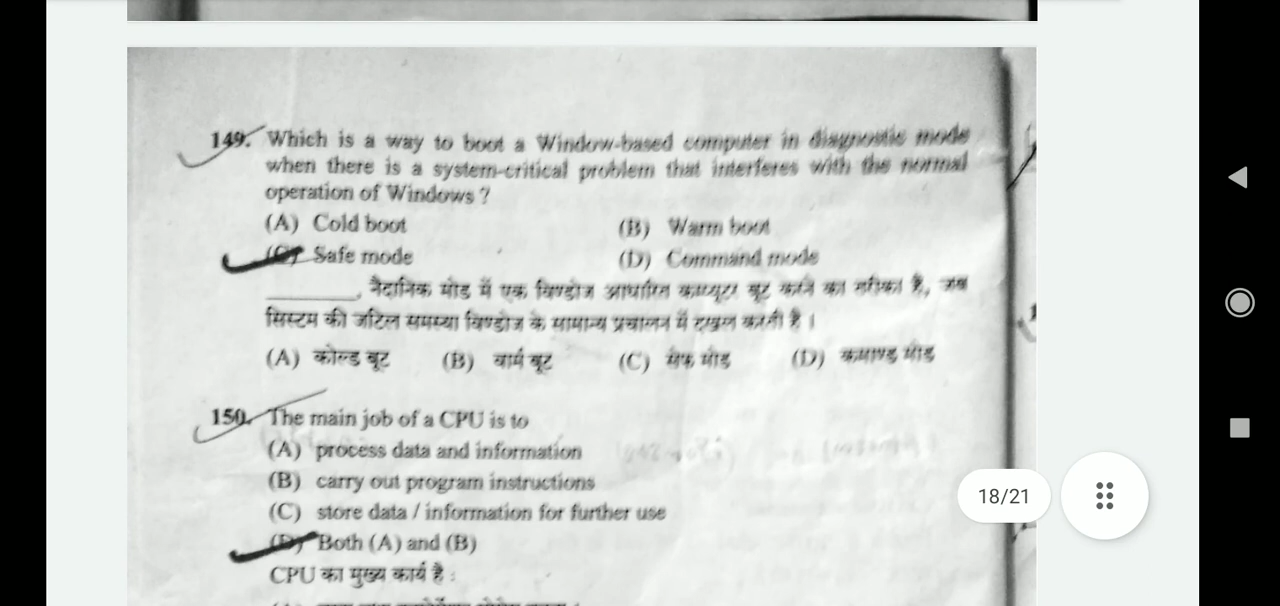 149. Which is a way to boot a Window-based computer in diagnostic mode
when there is a system-critical problem that interferes with the normal
operation of Windows ?
(A) Cold boot (B) Warm boot
(C) Safe mode (D) Command mode
________, नैदानिक मोड में एक विण्डोज आधारित कम्प्यूटर बूट करने का तरीका है, जब
सिस्टम की जटिल समस्या विण्डोज के सामान्य प्रचालन में दखल करती है ।
(A) कोल्ड बूट (B) वार्म बूट (C) सेफ मोड (D) कमाण्ड मोड
150. The main job of a CPU is to
(A) process data and information
(B) carry out program instructions
(C) store data / information for further use
18/21
(D) Both (A) and (B)
CPU का मुख्य कार्य है :